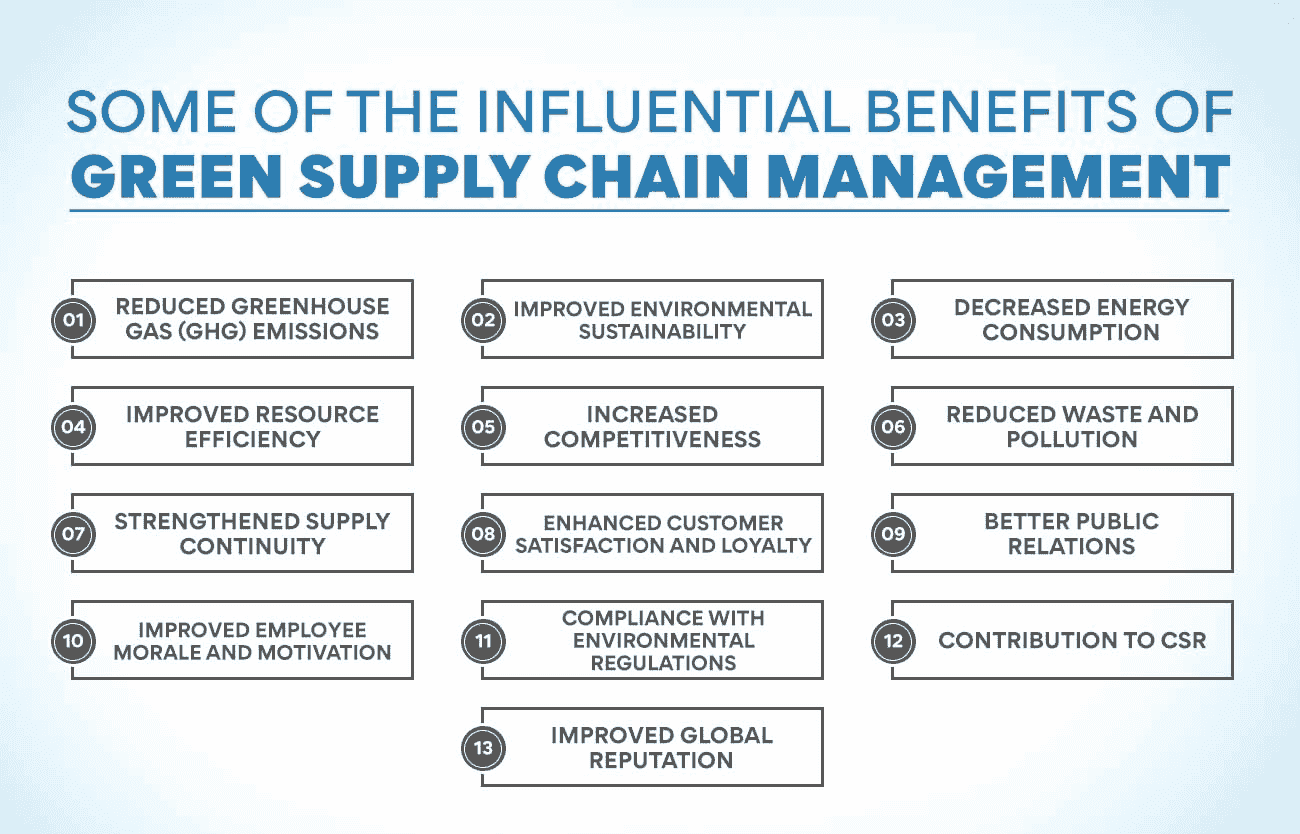 SOME OF THE INFLUENTIAL BENEFITS OF
GREEN SUPPLY CHAIN MANAGEMENT
01
REDUCED GREENHOUSE
GAS (GHG) EMISSIONS
02
IMPROVED ENVIRONMENTAL
SUSTAINABILITY
03
DECREASED ENERGY
CONSUMPTION
04
IMPROVED RESOURCE
EFFICIENCY
05
INCREASED
COMPETITIVENESS
06
REDUCED WASTE AND
POLLUTION
07
STRENGTHENED SUPPLY
CONTINUITY
08
ENHANCED CUSTOMER
SATISFACTION AND LOYALTY
09
BETTER PUBLIC
RELATIONS
10
IMPROVED EMPLOYEE
MORALE AND MOTIVATION
11
COMPLIANCE WITH
ENVIRONMENTAL
REGULATIONS
12
CONTRIBUTION TO CSR
13
IMPROVED GLOBAL
REPUTATION